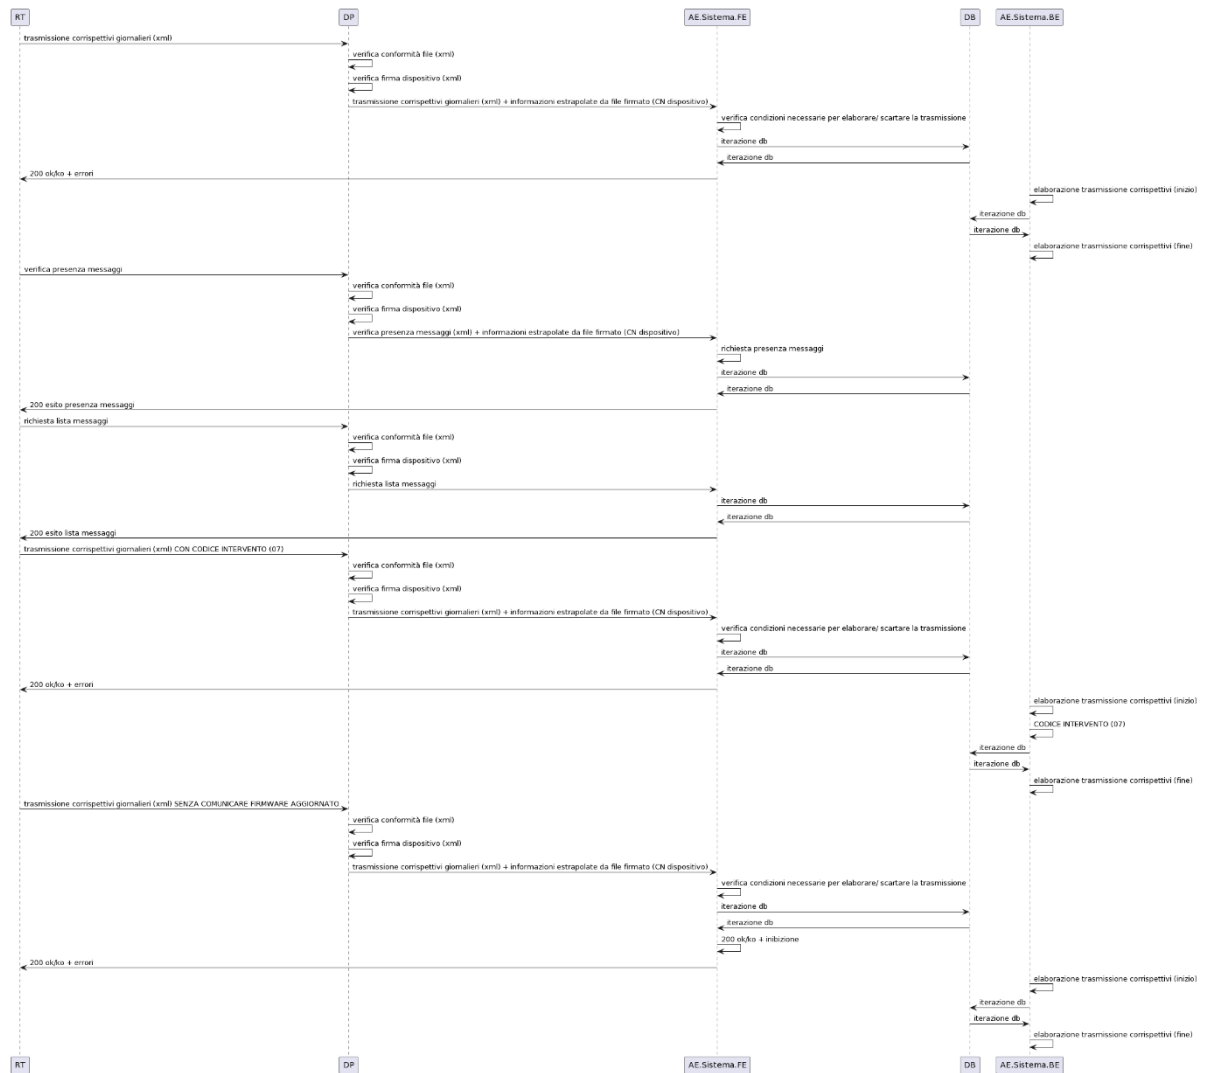 RT DP AE.Sistema.FE DB AE.Sistema.BE
trasmissione corrispettivi giornalieri (xml)
verifica conformità file (xml)
verifica firma dispositivo (xml)
trasmissione corrispettivi giornalieri (xml) + informazioni estrapolate da file firmato (CN dispositivo)
verifica condizioni necessarie per elaborare/ scartare la trasmissione
iterazione db
iterazione db
200 ok/ko + errori
elaborazione trasmissione corrispettivi (inizio)
iterazione db
iterazione db
elaborazione trasmissione corrispettivi (fine)
verifica presenza messaggi
verifica conformità file (xml)
verifica firma dispositivo (xml)
verifica presenza messaggi (xml) + informazioni estrapolate da file firmato (CN dispositivo)
richiesta presenza messaggi
iterazione db
iterazione db
200 esito presenza messaggi
richiesta lista messaggi
verifica conformità file (xml)
verifica firma dispositivo (xml)
richiesta lista messaggi
iterazione db
iterazione db
200 esito lista messaggi
trasmissione corrispettivi giornalieri (xml) CON CODICE INTERVENTO (07)
verifica conformità file (xml)
verifica firma dispositivo (xml)
trasmissione corrispettivi giornalieri (xml) + informazioni estrapolate da file firmato (CN dispositivo)
verifica condizioni necessarie per elaborare/ scartare la trasmissione
iterazione db
iterazione db
200 ok/ko + errori
elaborazione trasmissione corrispettivi (inizio)
CODICE INTERVENTO (07)
iterazione db
iterazione db
elaborazione trasmissione corrispettivi (fine)
trasmissione corrispettivi giornalieri (xml) SENZA COMUNICARE FIRMWARE AGGIORNATO
verifica conformità file (xml)
verifica firma dispositivo (xml)
trasmissione corrispettivi giornalieri (xml) + informazioni estrapolate da file firmato (CN dispositivo)
verifica condizioni necessarie per elaborare/ scartare la trasmissione
iterazione db
iterazione db
200 ok/ko + inibizione
200 ok/ko + errori
elaborazione trasmissione corrispettivi (inizio)
iterazione db
iterazione db
elaborazione trasmissione corrispettivi (fine)
RT DP AE.Sistema.FE DB AE.Sistema.BE